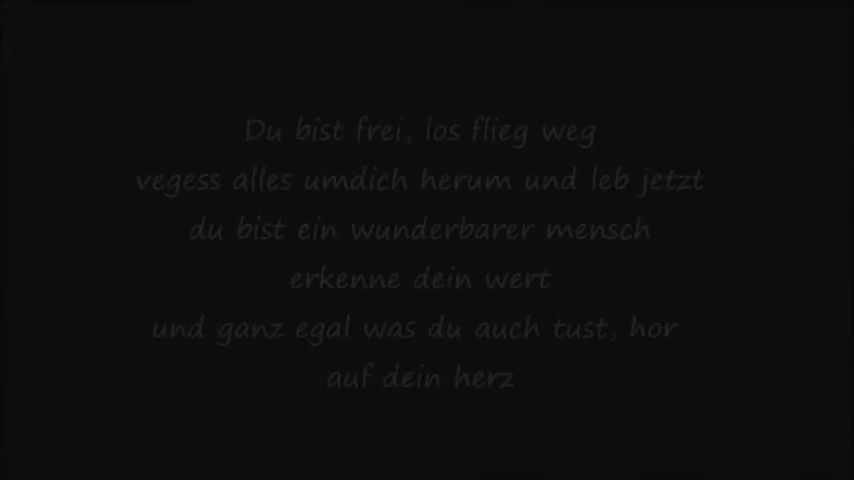 Du bist frei, los flieg weg
vegess alles umdich herum und leb jetzt
du bist ein wunderbarer mensch
erkenne dein wert
und ganz egal was du auch tust, hor
auf dein herz